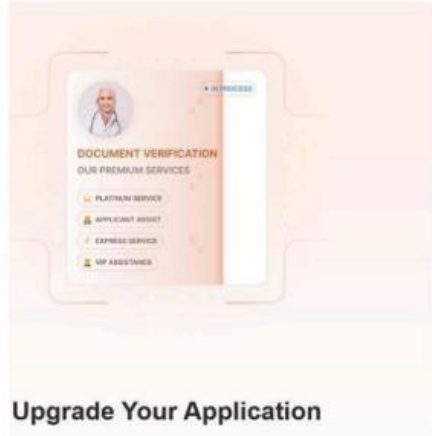 IN PROCESS
DOCUMENT VERIFICATION
OUR PREMIUM SERVICES
PLATINUM SERVICE
APPLICANT ASSIST
EXPRESS SERVICE
VIP ASSISTANCE
Upgrade Your Application